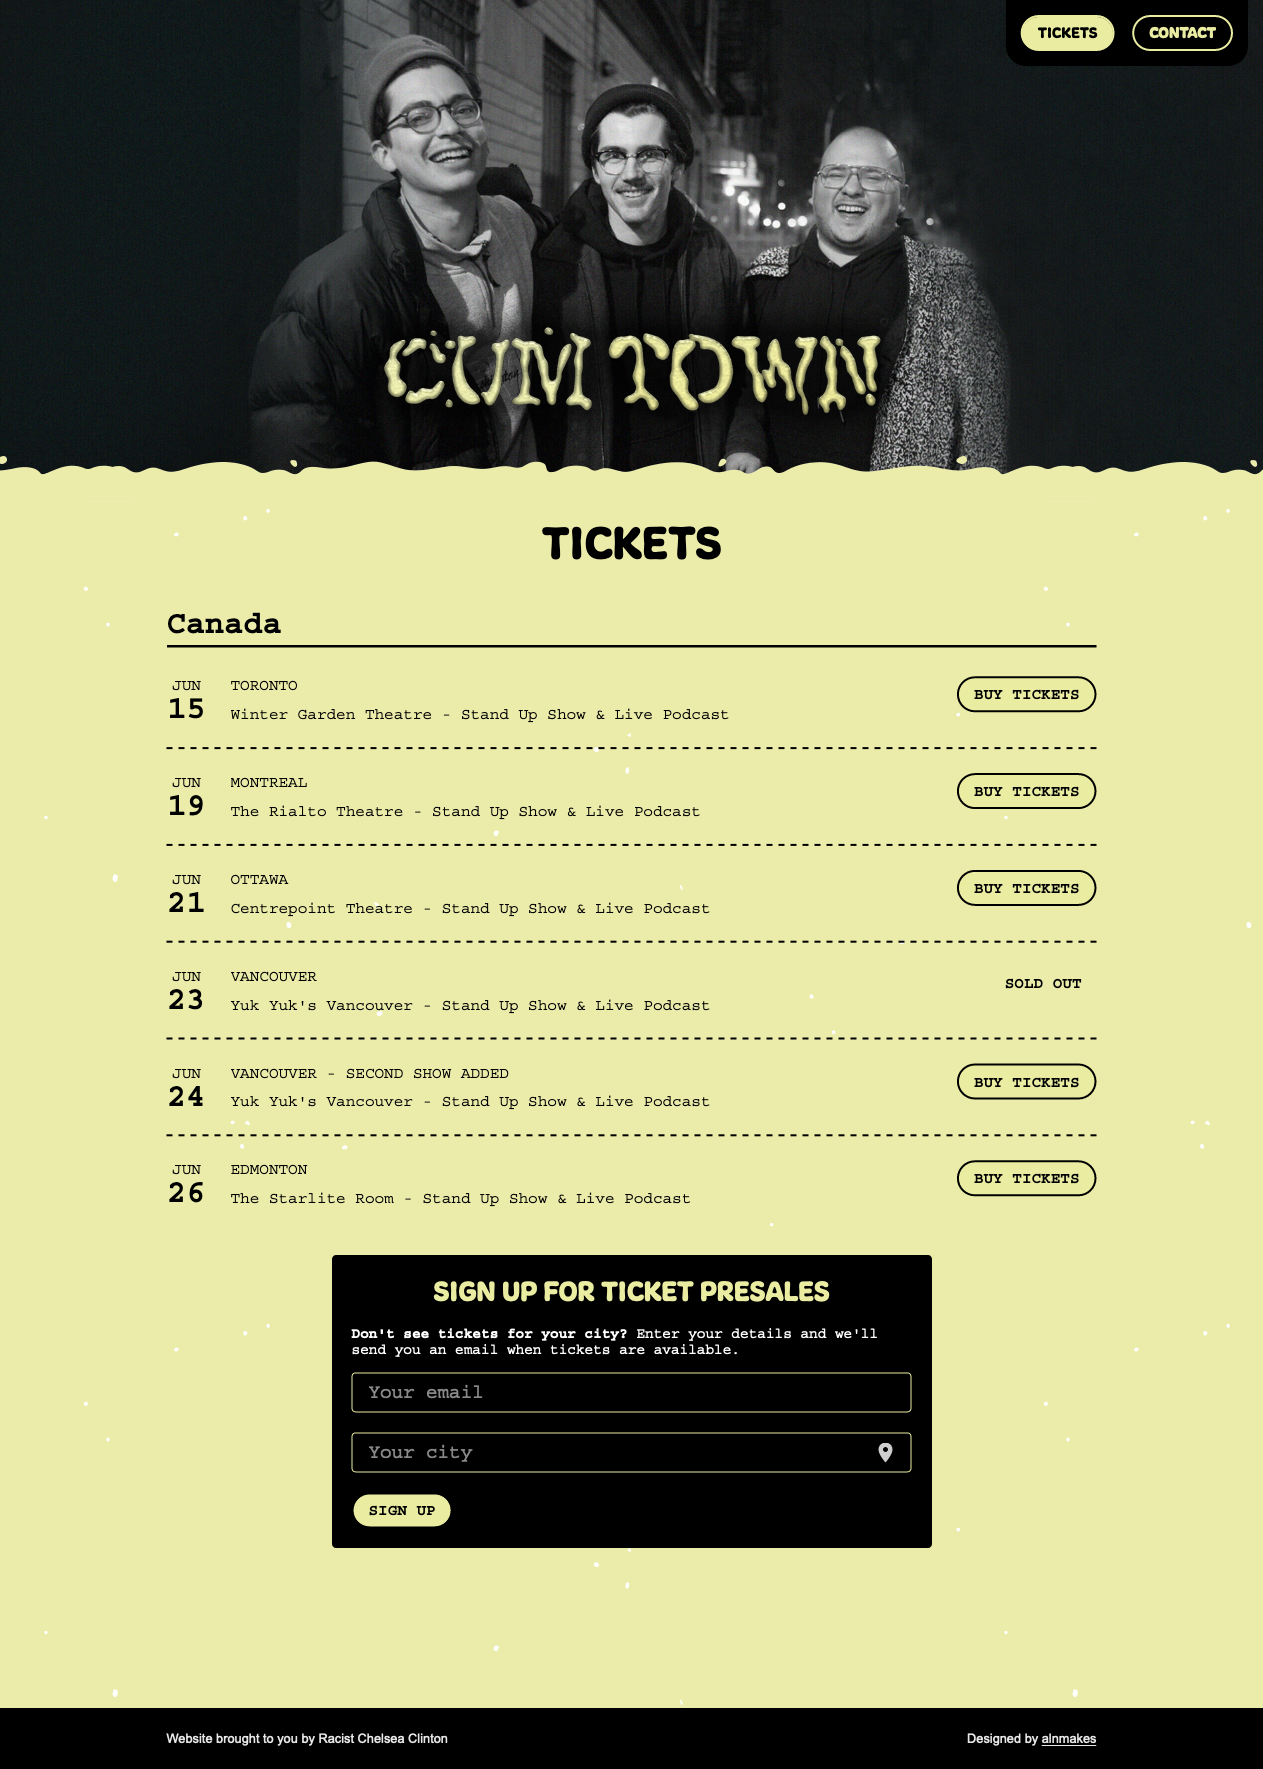 TICKETS
CONTACT
CUM TOWN
TICKETS
Canada
JUN
15
TORONTO
Winter Garden Theatre - Stand Up Show & Live Podcast
BUY TICKETS
JUN
19
MONTREAL
The Rialto Theatre - Stand Up Show & Live Podcast
BUY TICKETS
JUN
21
OTTAWA
Centrepoint Theatre - Stand Up Show & Live Podcast
BUY TICKETS
JUN
23
VANCOUVER
Yuk Yuk's Vancouver - Stand Up Show & Live Podcast
SOLD OUT
JUN
24
VANCOUVER - SECOND SHOW ADDED
Yuk Yuk's Vancouver - Stand Up Show & Live Podcast
BUY TICKETS
JUN
26
EDMONTON
The Starlite Room - Stand Up Show & Live Podcast
BUY TICKETS
SIGN UP FOR TICKET PRESALES
Don't see tickets for your city? Enter your details and we'll
send you an email when tickets are available.
Your email
Your city
SIGN UP
Website brought to you by Racist Chelsea Clinton
Designed by alnmakes